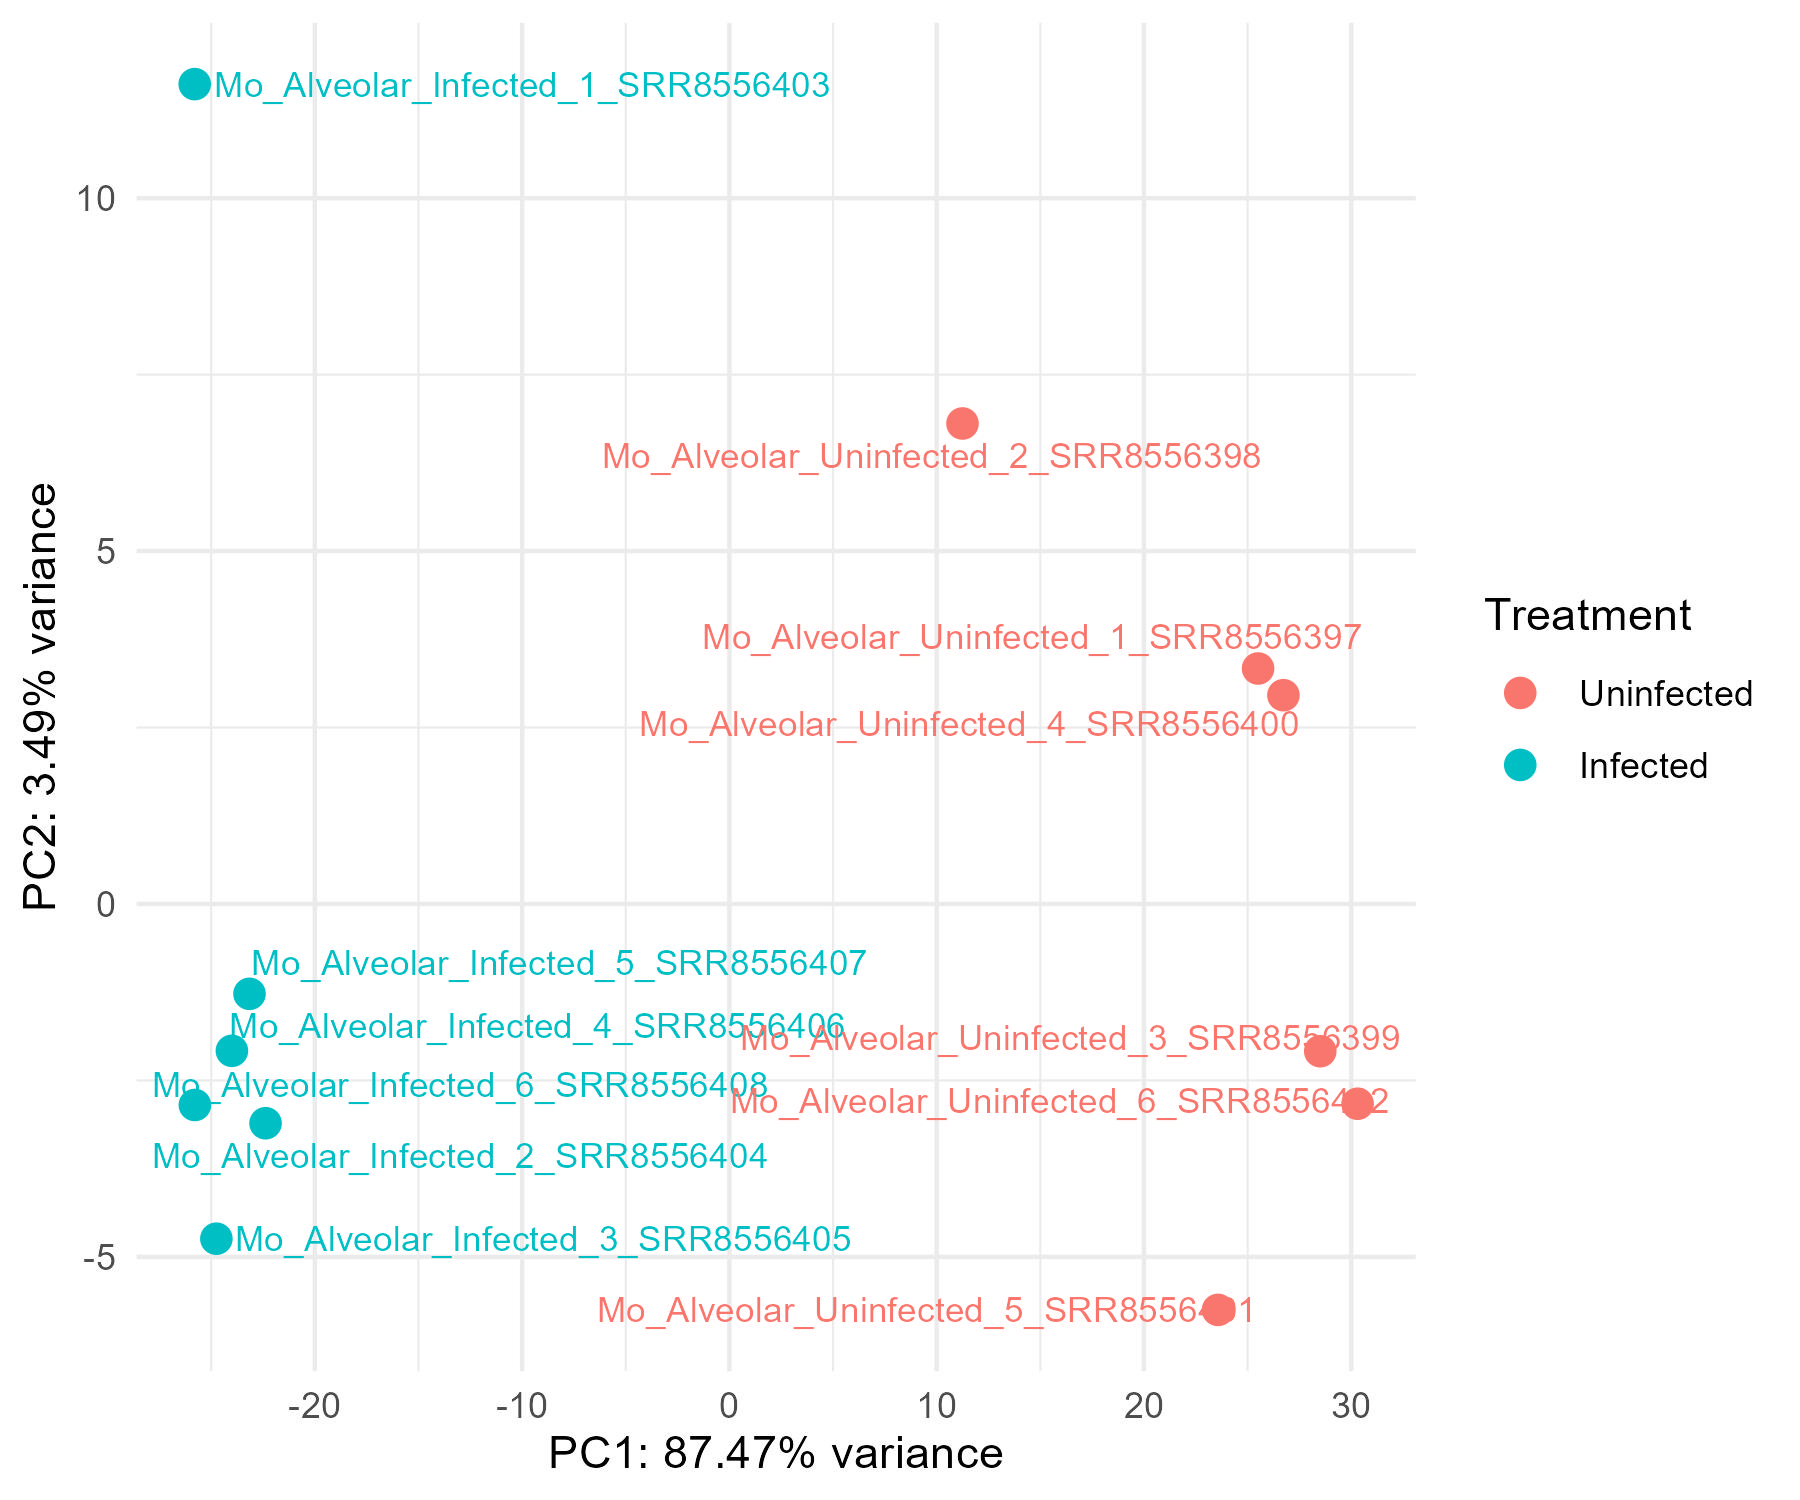 Mo_Alveolar_Infected_1_SRR8556403
10
Mo_Alveolar_Uninfected_2_SRR8556398
5
Mo_Alveolar_Uninfected_1_SRR8556397
Mo_Alveolar_Uninfected_4_SRR8556400
Treatment
Uninfected
Infected
PC2: 3.49% variance
0
Mo_Alveolar_Infected_5_SRR8556407
Mo_Alveolar_Infected_4_SRR8556406
Mo_Alveolar_Uninfected_3_SRR8556399
Mo_Alveolar_Infected_6_SRR8556408
Mo_Alveolar_Uninfected_6_SRR8556402
Mo_Alveolar_Infected_2_SRR8556404
Mo_Alveolar_Infected_3_SRR8556405
-5
Mo_Alveolar_Uninfected_5_SRR8556401
-20 -10 0 10 20 30
PC1: 87.47% variance